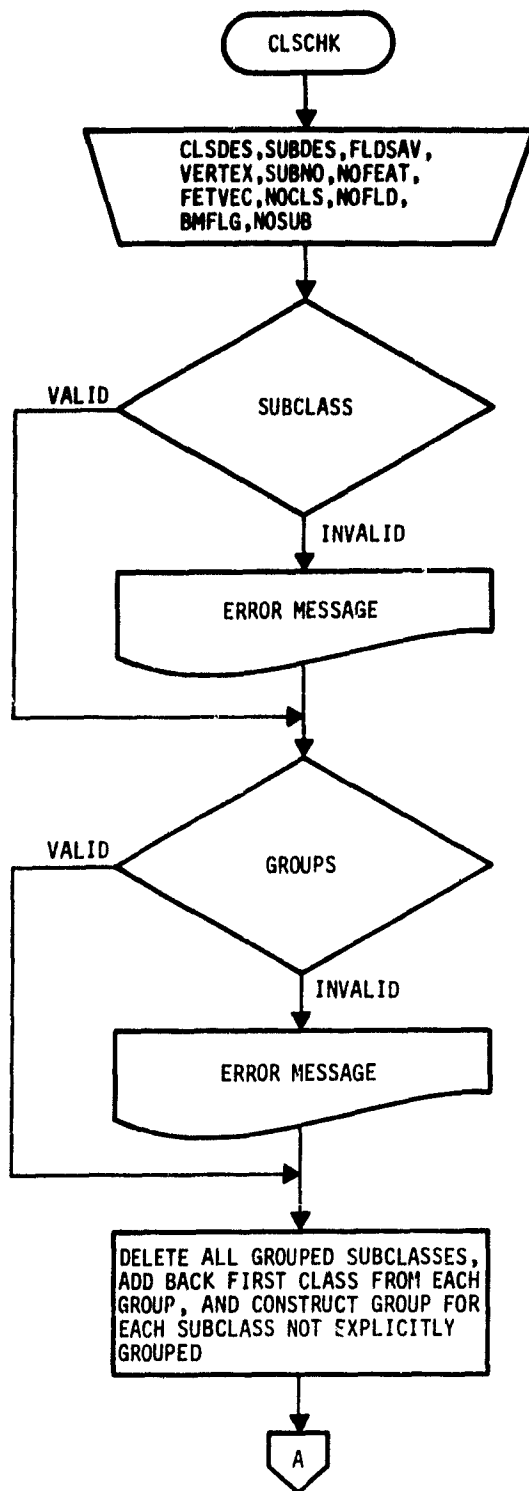 CLSCHK
CLSDES,SUBDES,FLDSAV,
VERTEX,SUBNO,NOFEAT,
FETVEC,NOCLS,NOFLD,
BMFLG,NOSUB
VALID
SUBCLASS
INVALID
ERROR MESSAGE
VALID
GROUPS
INVALID
ERROR MESSAGE
DELETE ALL GROUPED SUBCLASSES,
ADD BACK FIRST CLASS FROM EACH
GROUP, AND CONSTRUCT GROUP FOR
EACH SUBCLASS NOT EXPLICITLY
GROUPED
A